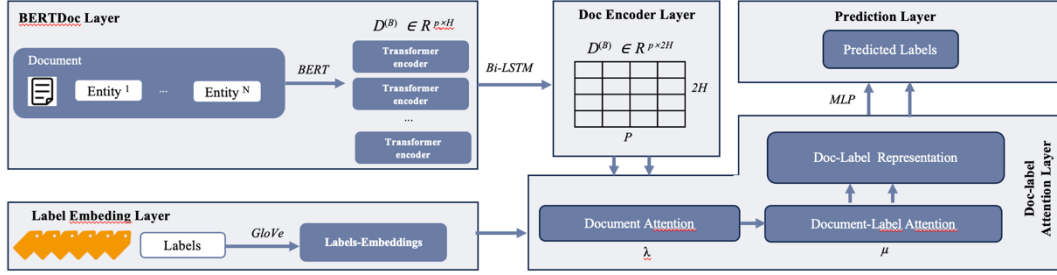 BERTDoc Layer
D^(B) ∈ R^p×H
Document
Entity 1
...
Entity N
BERT
Transformer
encoder
Transformer
encoder
...
Transformer
encoder
Bi-LSTM
Doc Encoder Layer
D^(B) ∈ R^p×2H
2H
P
Prediction Layer
Predicted Labels
MLP
Doc-label
Attention Layer
Doc-Label Representation
Document Attention
λ
Document-Label Attention
μ
Label Embeding Layer
Labels
GloVe
Labels-Embeddings